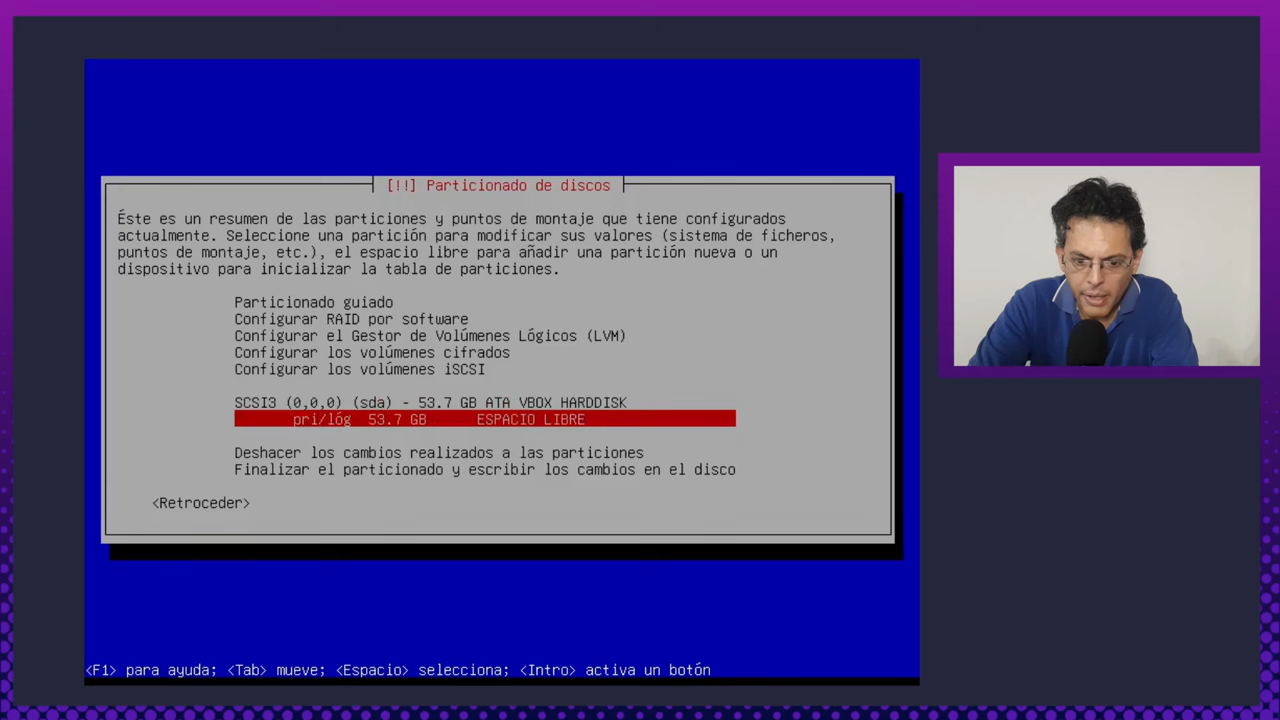 [!!] Particionado de discos
Éste es un resumen de las particiones y puntos de montaje que tiene configurados
actualmente. Seleccione una partición para modificar sus valores (sistema de ficheros,
puntos de montaje, etc.), el espacio libre para añadir una partición nueva o un
dispositivo para inicializar la tabla de particiones.
Particionado guiado
Configurar RAID por software
Configurar el Gestor de Volúmenes Lógicos (LVM)
Configurar los volúmenes cifrados
Configurar los volúmenes iSCSI
SCSI3 (0,0,0) (sda) - 53.7 GB ATA VBOX HARDDISK
pri/lóg 53.7 GB ESPACIO LIBRE
Deshacer los cambios realizados a las particiones
Finalizar el particionado y escribir los cambios en el disco
<Retroceder>
<F1> para ayuda; <Tab> mueve; <Espacio> selecciona; <Intro> activa un botón